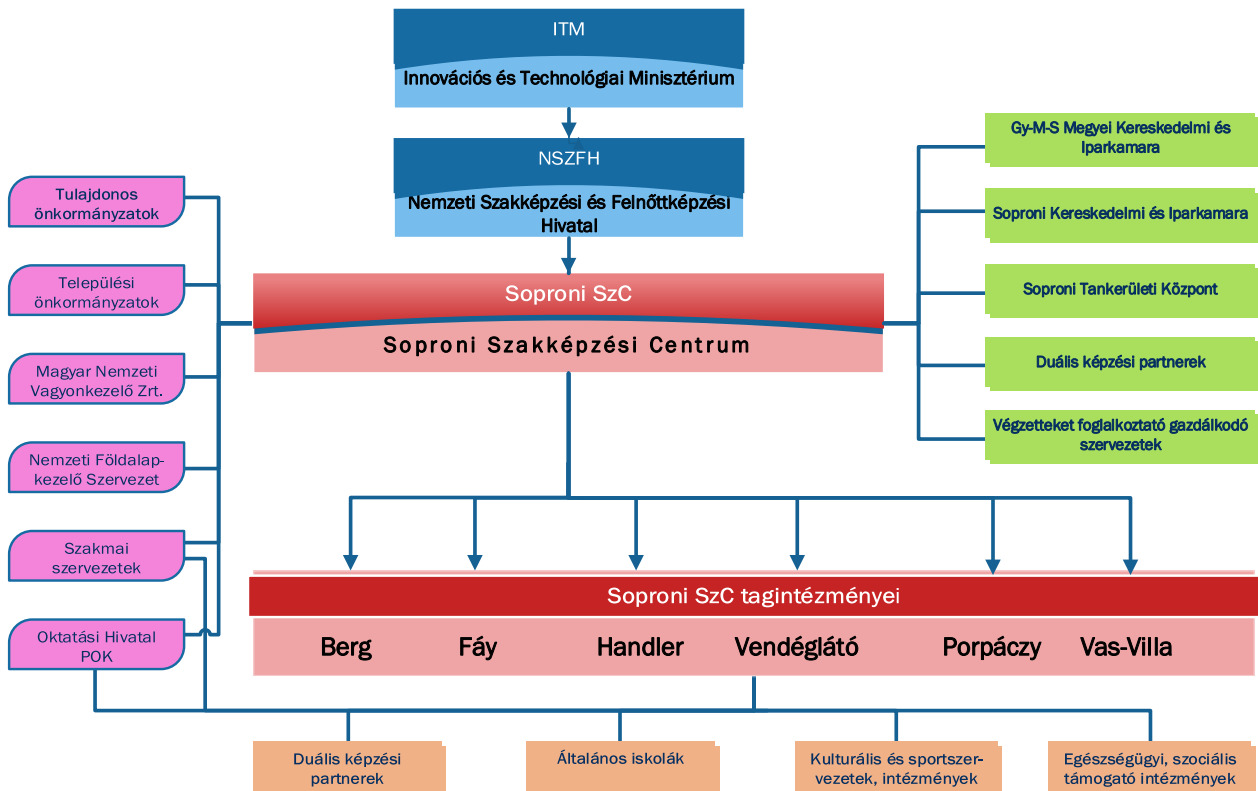 ITM
Innovációs és Technológiai Minisztérium
NSZFH
Nemzeti Szakképzési és Felnőttképzési
Hivatal
Soproni SzC
Soproni Szakképzési Centrum
Tulajdonos
önkormányzatok
Települési
önkormányzatok
Magyar Nemzeti
Vagyonkezelő Zrt.
Nemzeti Földalap-
kezelő Szervezet
Szakmai
szervezetek
Oktatási Hivatal
POK
Gy-M-S Megyei Kereskedelmi és
Iparkamara
Soproni Kereskedelmi és Iparkamara
Soproni Tankerületi Központ
Duális képzési partnerek
Végzetteket foglalkoztató gazdálkodó
szervezetek
Soproni SzC tagintézményei
Berg Fáy Handler Vendéglátó Porpáczy Vas-Villa
Duális képzési
partnerek
Általános iskolák
Kulturális és sportszer-
vezetek, intézmények
Egészségügyi, szociális
támogató intézmények